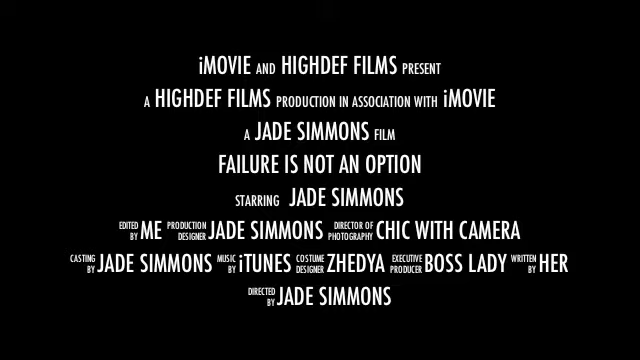 iMOVIE AND HIGHDEF FILMS PRESENT
A HIGHDEF FILMS PRODUCTION IN ASSOCIATION WITH iMOVIE
A JADE SIMMONS FILM
FAILURE IS NOT AN OPTION
STARRING JADE SIMMONS
EDITED BY ME PRODUCTION DESIGNER JADE SIMMONS DIRECTOR OF PHOTOGRAPHY CHIC WITH CAMERA
CASTING BY JADE SIMMONS MUSIC BY iTUNES COSTUME DESIGNER ZHEDYA EXECUTIVE PRODUCER BOSS LADY WRITTEN BY HER
DIRECTED BY JADE SIMMONS